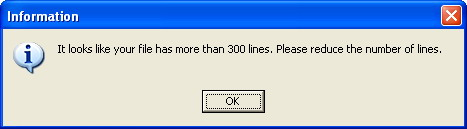 Information
It looks like your file has more than 300 lines. Please reduce the number of lines.
OK